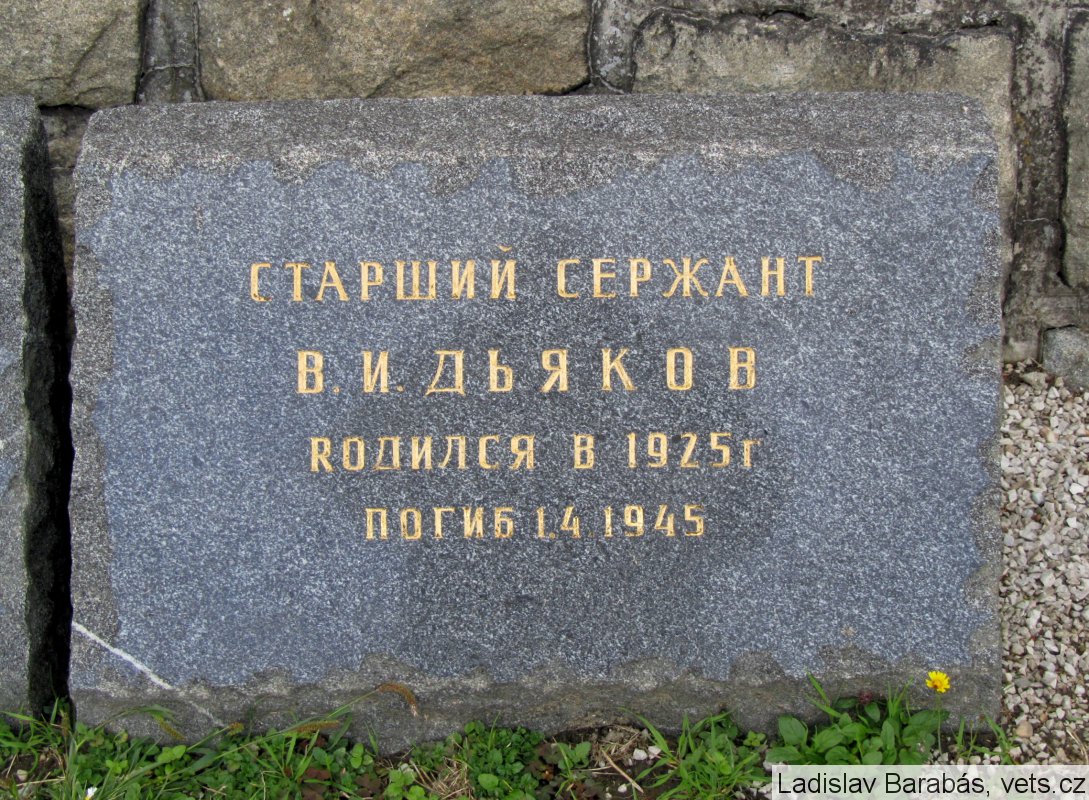 СТАРШИЙ СЕРЖАНТ
В. И. ДЬЯКОВ
RОДИЛСЯ В 1925г
ПОГИБ 1.4.1945
Ladislav Barabás, vets.cz